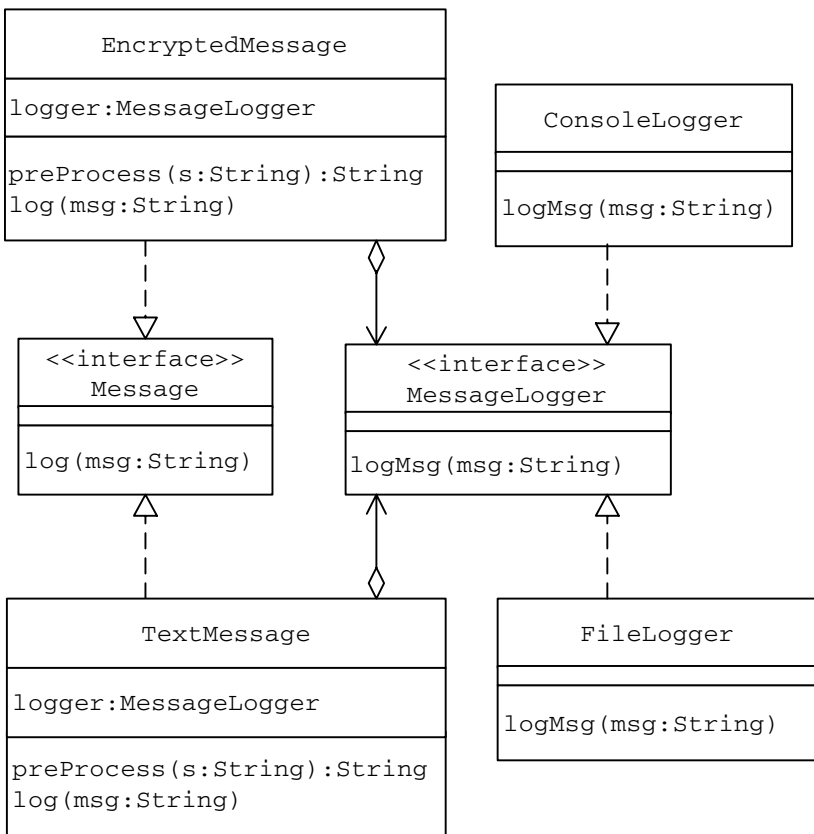 EncryptedMessage
logger:MessageLogger
preProcess(s:String):String
log(msg:String)
ConsoleLogger
logMsg(msg:String)
<<interface>>
Message
log(msg:String)
<<interface>>
MessageLogger
logMsg(msg:String)
TextMessage
logger:MessageLogger
preProcess(s:String):String
log(msg:String)
FileLogger
logMsg(msg:String)